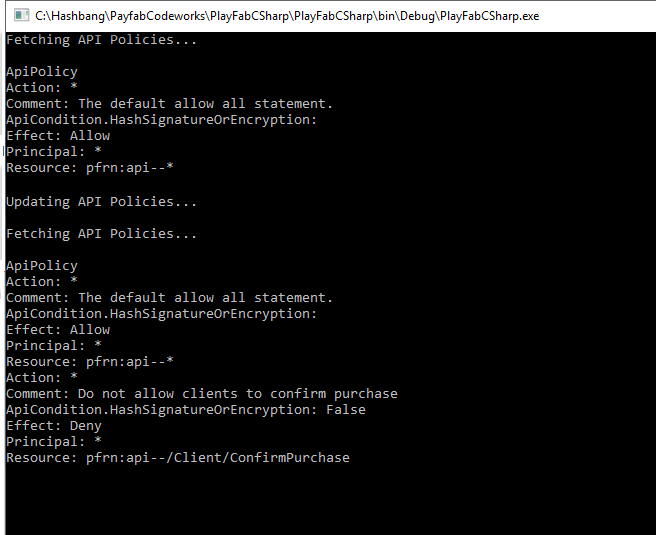 C:\Hashbang\PayfabCodeworks\PlayFabCSharp\PlayFabCSharp\bin\Debug\PlayFabCSharp.exe
Fetching API Policies...
ApiPolicy
Action: *
Comment: The default allow all statement.
ApiCondition.HashSignatureOrEncryption:
Effect: Allow
Principal: *
Resource: pfrn:api--*
Updating API Policies...
Fetching API Policies...
ApiPolicy
Action: *
Comment: The default allow all statement.
ApiCondition.HashSignatureOrEncryption:
Effect: Allow
Principal: *
Resource: pfrn:api--*
Action: *
Comment: Do not allow clients to confirm purchase
ApiCondition.HashSignatureOrEncryption: False
Effect: Deny
Principal: *
Resource: pfrn:api--/Client/ConfirmPurchase